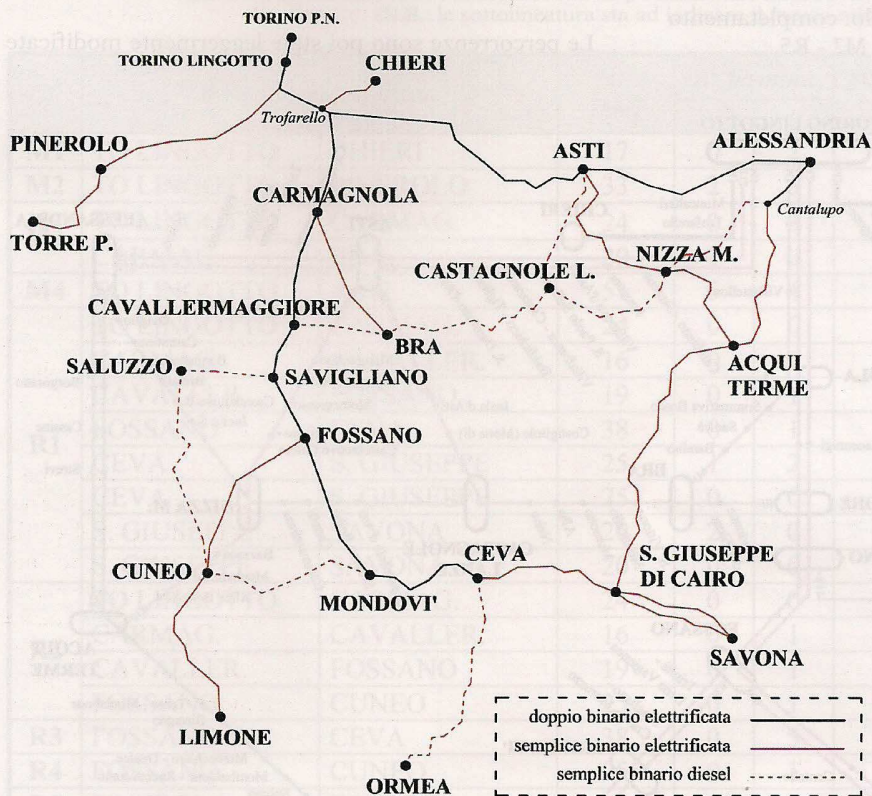 TORINO P.N.
TORINO LINGOTTO
CHIERI
Trofarello
PINEROLO
ASTI
ALESSANDRIA
CARMAGNOLA
Cantalupo
TORRE P.
CASTAGNOLE L.
NIZZA M.
CAVALLERMAGGIORE
BRA
SALUZZO
SAVIGLIANO
ACQUI
TERME
FOSSANO
CUNEO
MONDOVI'
CEVA
S. GIUSEPPE
DI CAIRO
SAVONA
LIMONE
ORMEA
doppio binario elettrificata
semplice binario elettrificata
semplice binario diesel